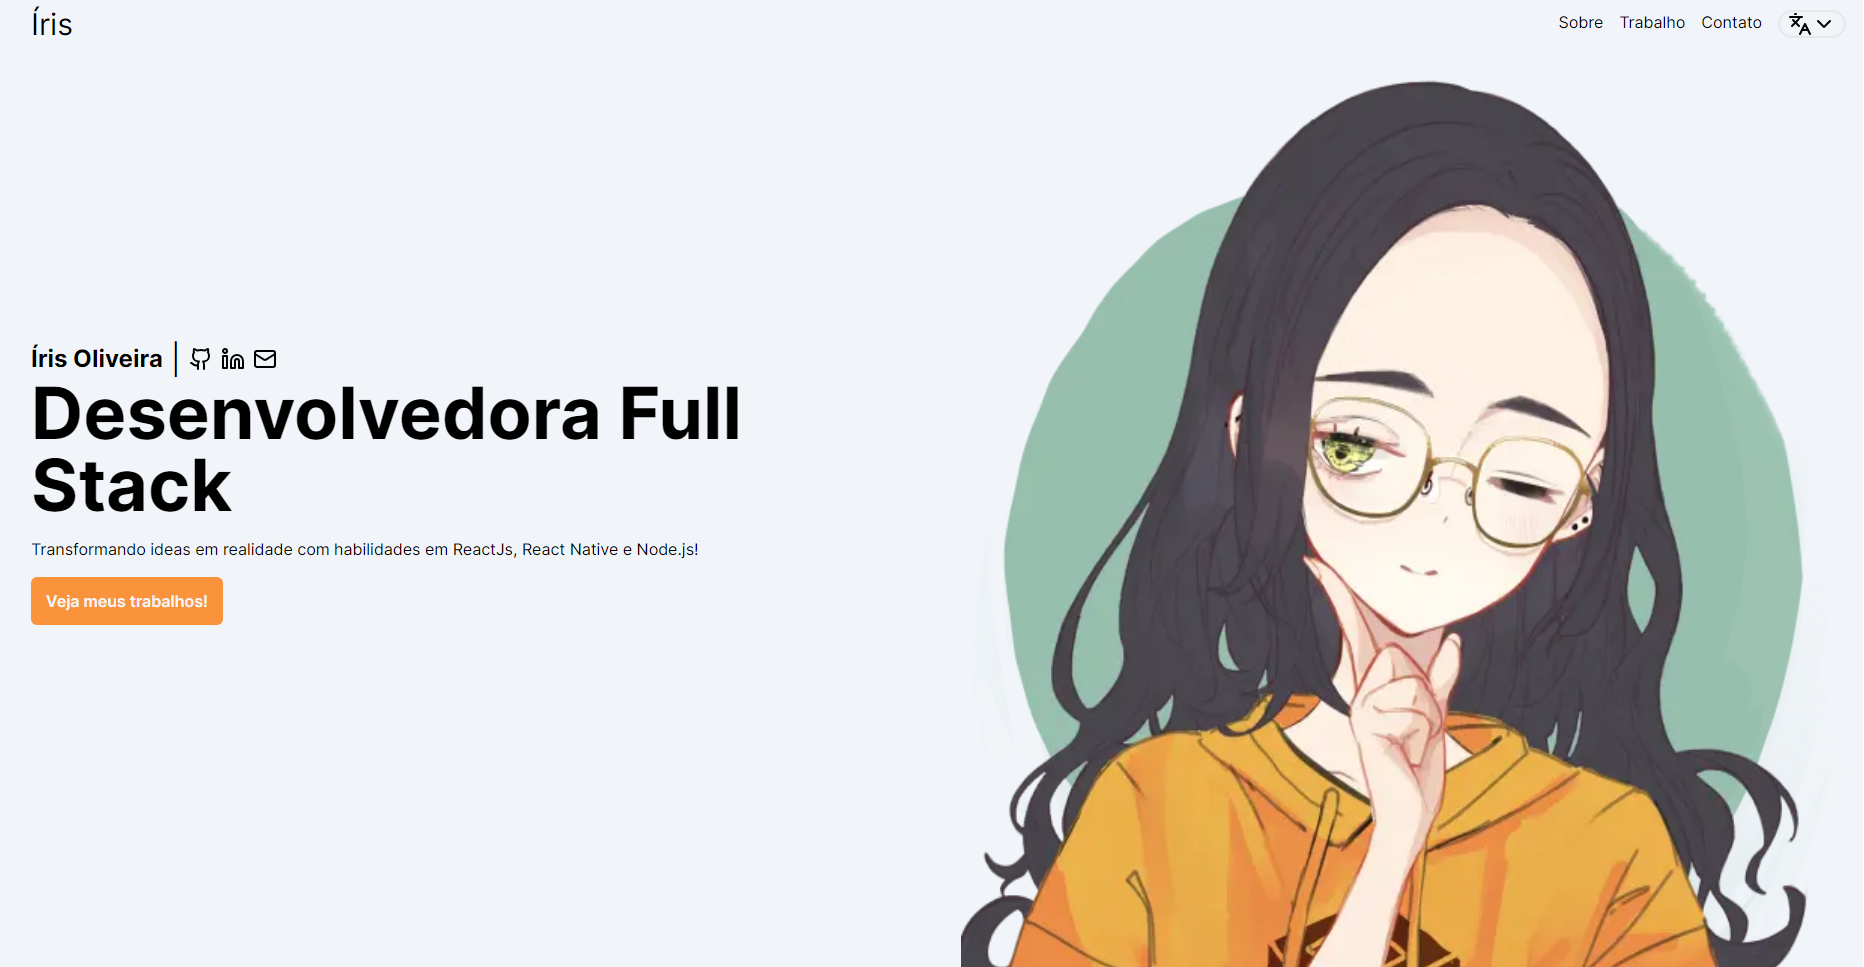 Íris
Sobre Trabalho Contato
Íris Oliveira
Desenvolvedora Full
Stack
Transformando ideas em realidade com habilidades em ReactJs, React Native e Node.js!
Veja meus trabalhos!